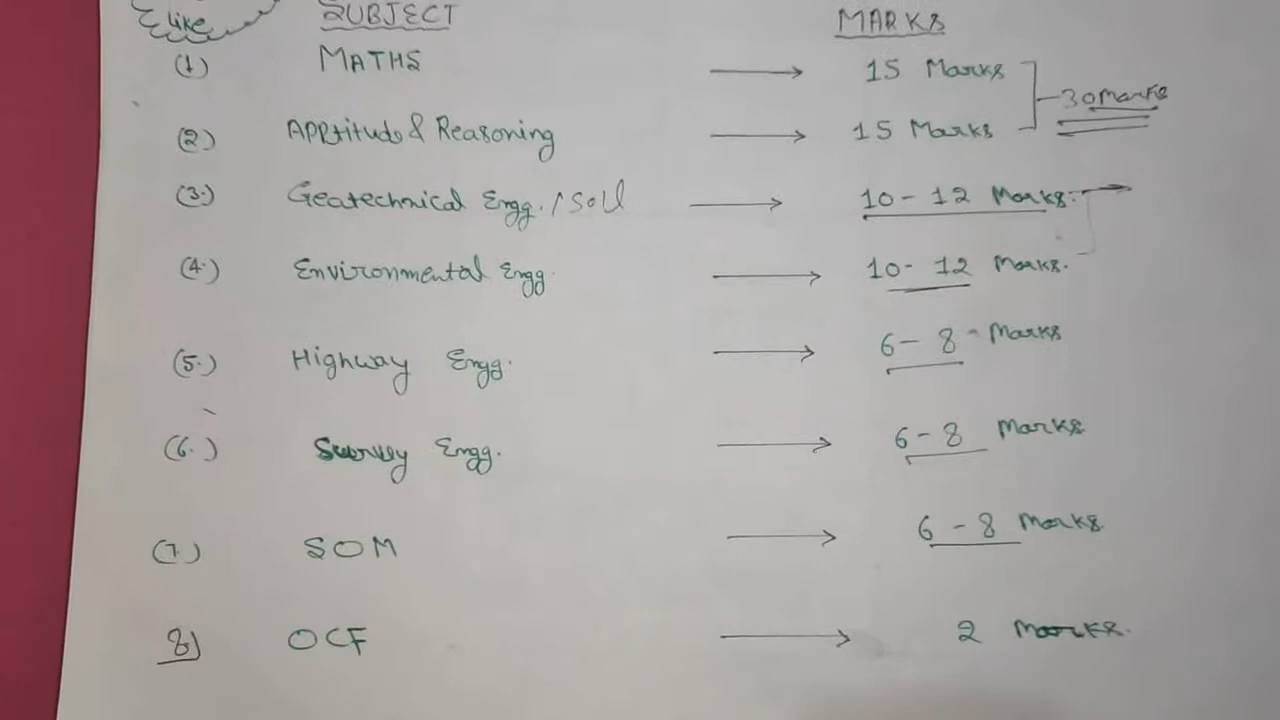 Like SUBJECT MARKS
(1) MATHS → 15 Marks
(2) Apptitude & Reasoning → 15 Marks
30 marks
(3.) Geatechnical Engg. / Soil → 10 - 12 Marks.
(4.) Environmental Engg → 10 - 12 Marks.
(5.) Highway Engg. → 6 - 8 - Marks
(6.) Survey Engg. → 6 - 8 Marks
(7.) SOM → 6 - 8 Marks
8) OCF → 2 Marks.